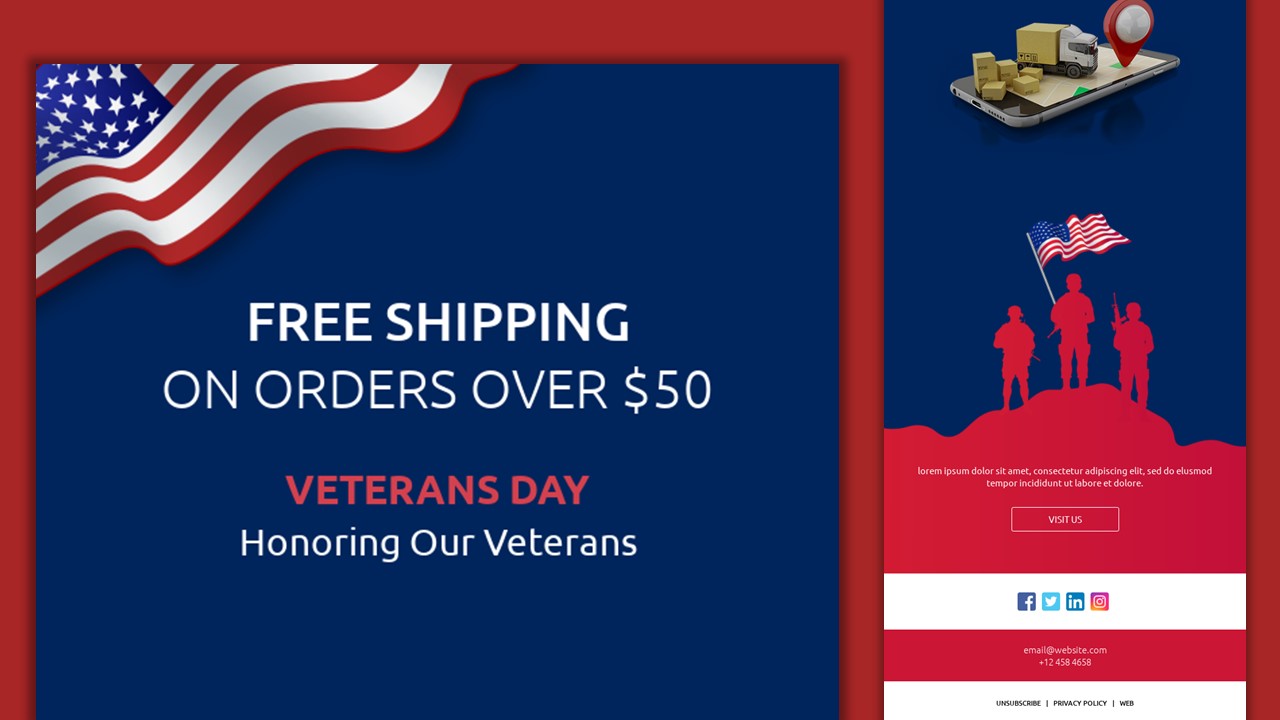 FREE SHIPPING
ON ORDERS OVER $50
VETERANS DAY
Honoring Our Veterans
lorem ipsum dolor sit amet, consectetur adipiscing elit, sed do elusmod
tempor incididunt ut labore et dolore.
VISIT US
email@website.com
+12 458 4658
UNSUBSCRIBE | PRIVACY POLICY | WEB